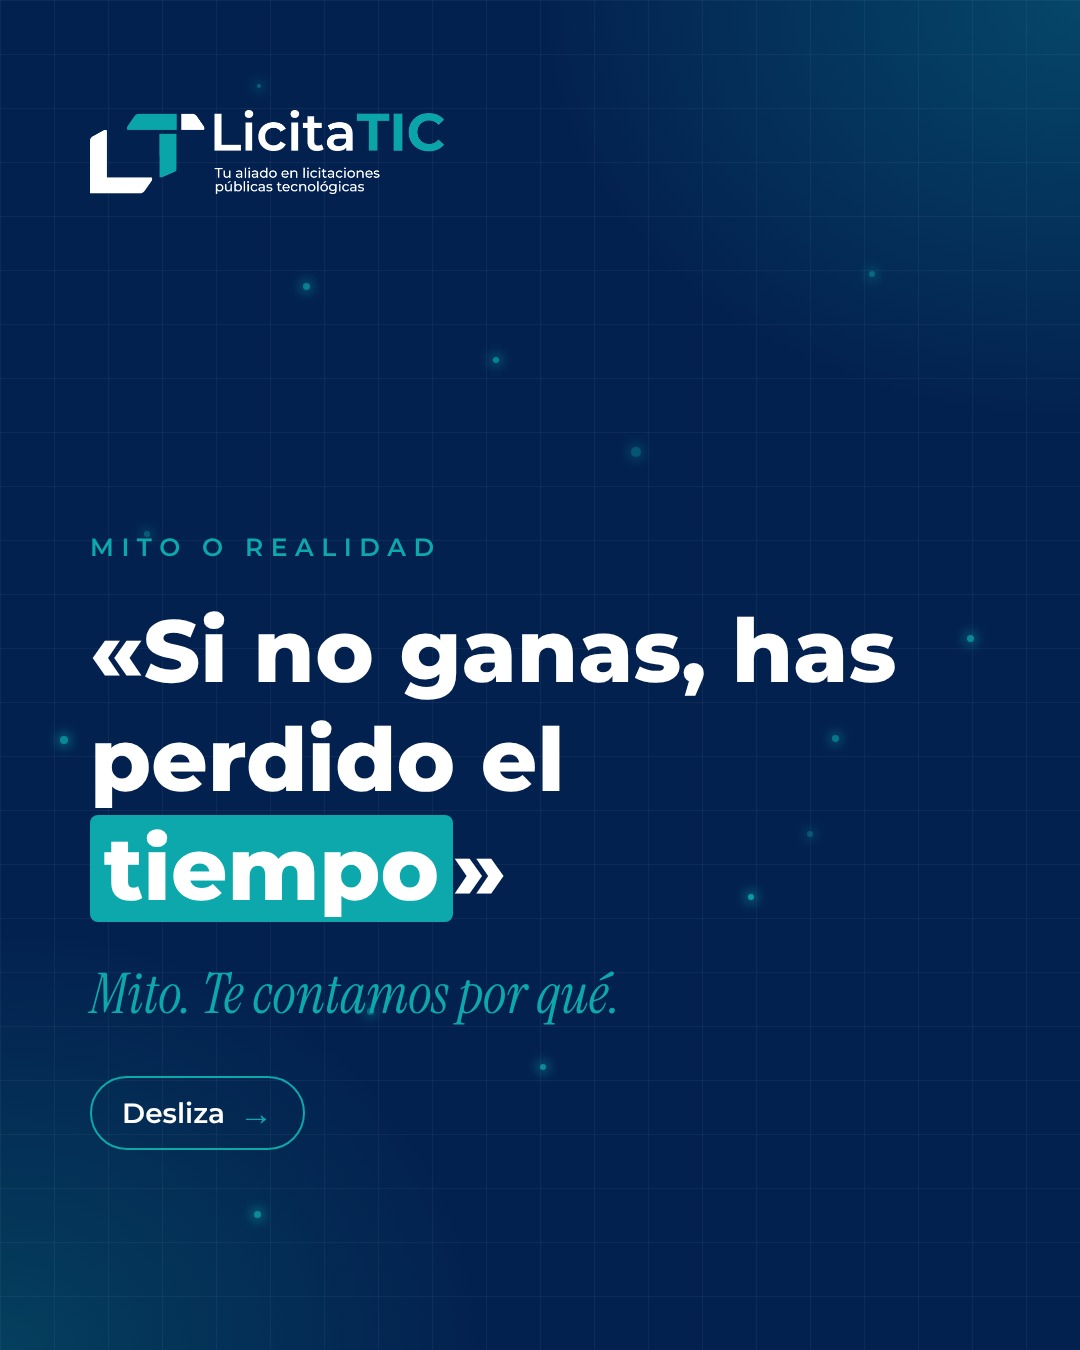 LicitaTIC
Tu aliado en licitaciones
públicas tecnológicas
MITO O REALIDAD
«Si no ganas, has
perdido el
tiempo»
Mito. Te contamos por qué.
Desliza →